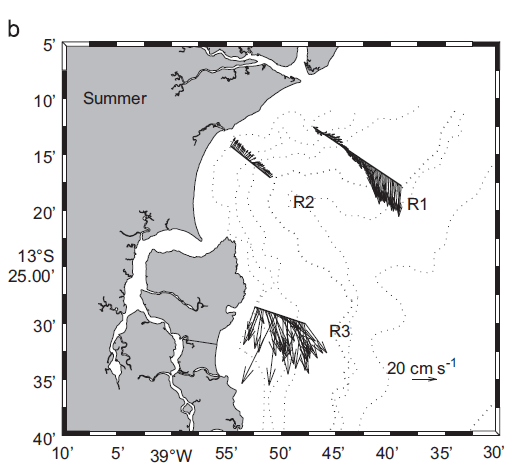 b
5'
Summer
10'
15'
R2
R1
20'
13°S
25.00'
30'
R3
20 cm s-1
35'
40'
10' 5' 39°W 55' 50' 45' 40' 35' 30'